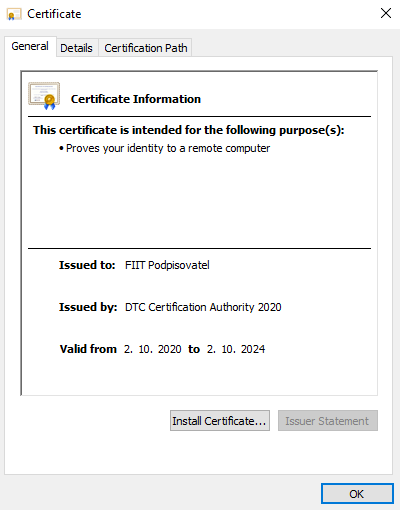 Certificate
General Details Certification Path
Certificate Information
This certificate is intended for the following purpose(s):
• Proves your identity to a remote computer
Issued to: FIIT Podpisovatel
Issued by: DTC Certification Authority 2020
Valid from 2. 10. 2020 to 2. 10. 2024
Install Certificate... Issuer Statement
OK